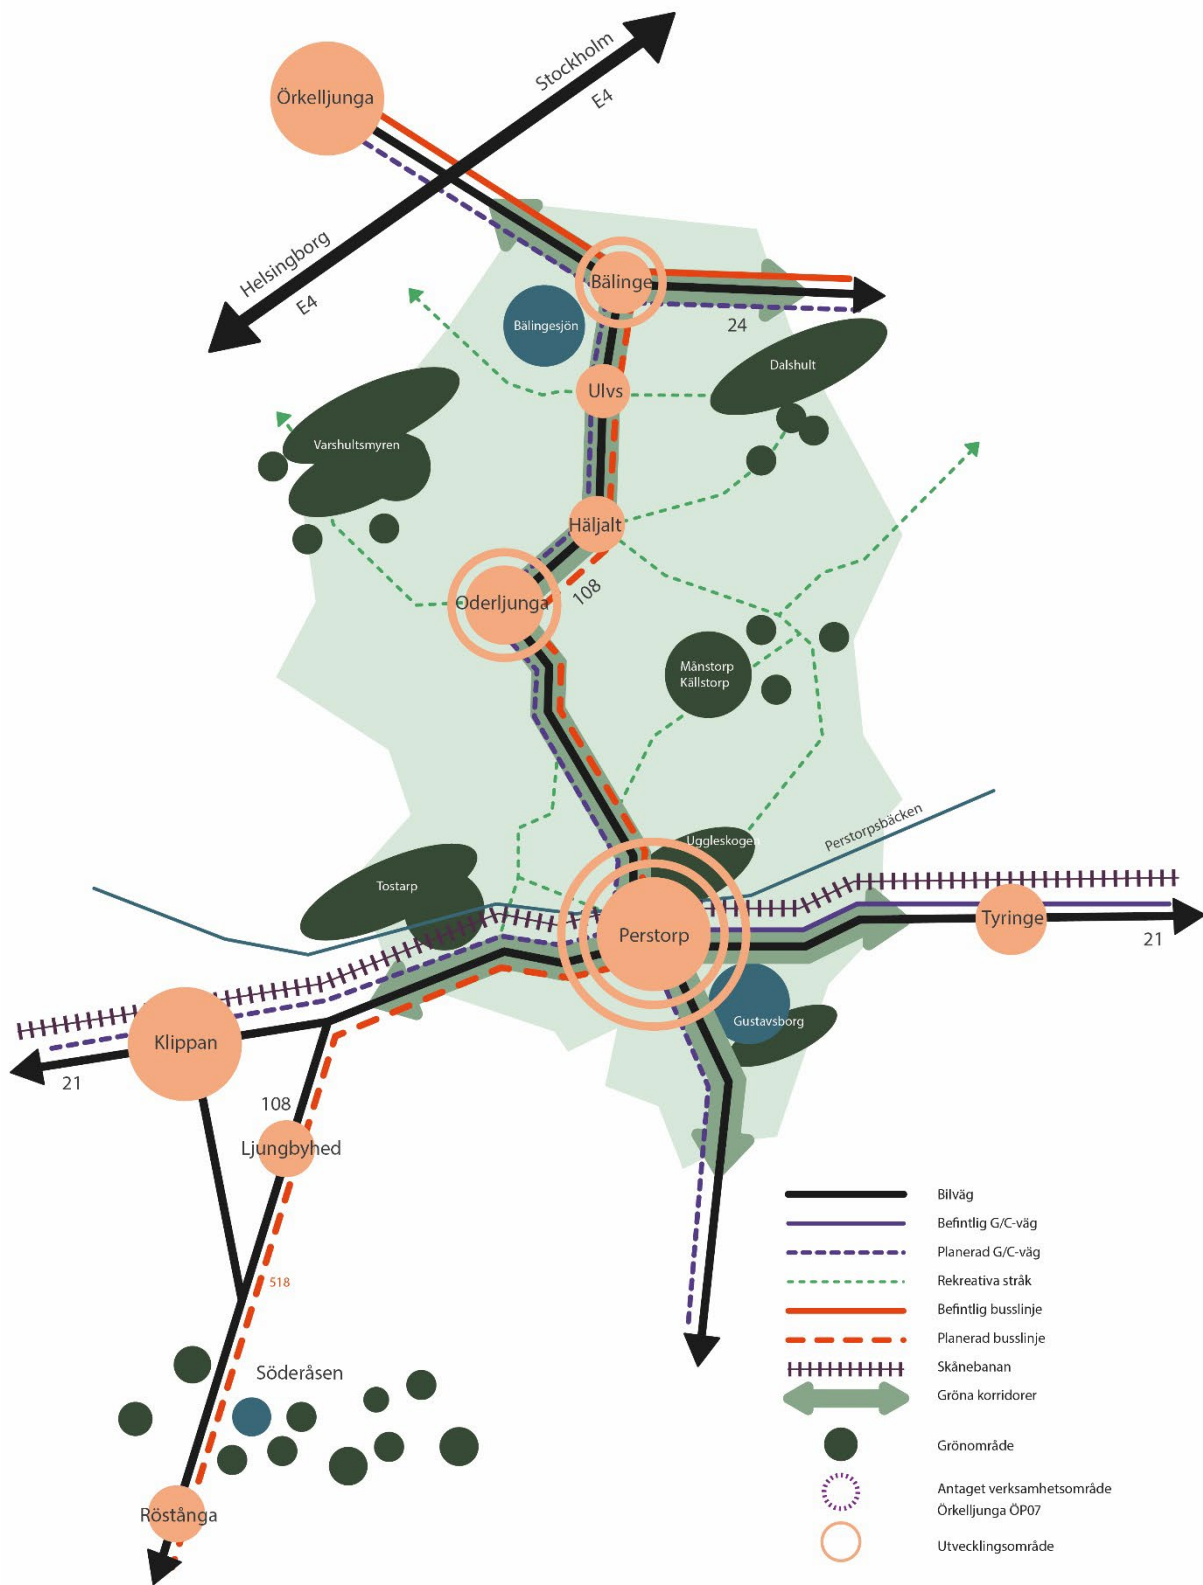 Stockholm
E4
Örkelljunga
Helsingborg
E4
Bälinge
Bälingesjön
24
Dalshult
Ulvs
Varshultsmyren
Häljalt
108
Oderljunga
Månstorp
Källstorp
Perstorpsbäcken
Uggleskogen
Tostarp
Perstorp
Tyringe
21
Gustavsborg
Klippan
21
108
Ljungbyhed
518
Söderåsen
Röstånga
Bilväg
Befintlig G/C-väg
Planerad G/C-väg
Rekreativa stråk
Befintlig busslinje
Planerad busslinje
Skånebanan
Gröna korridorer
Grönområde
Antaget verksamhetsområde
Örkelljunga ÖP07
Utvecklingsområde